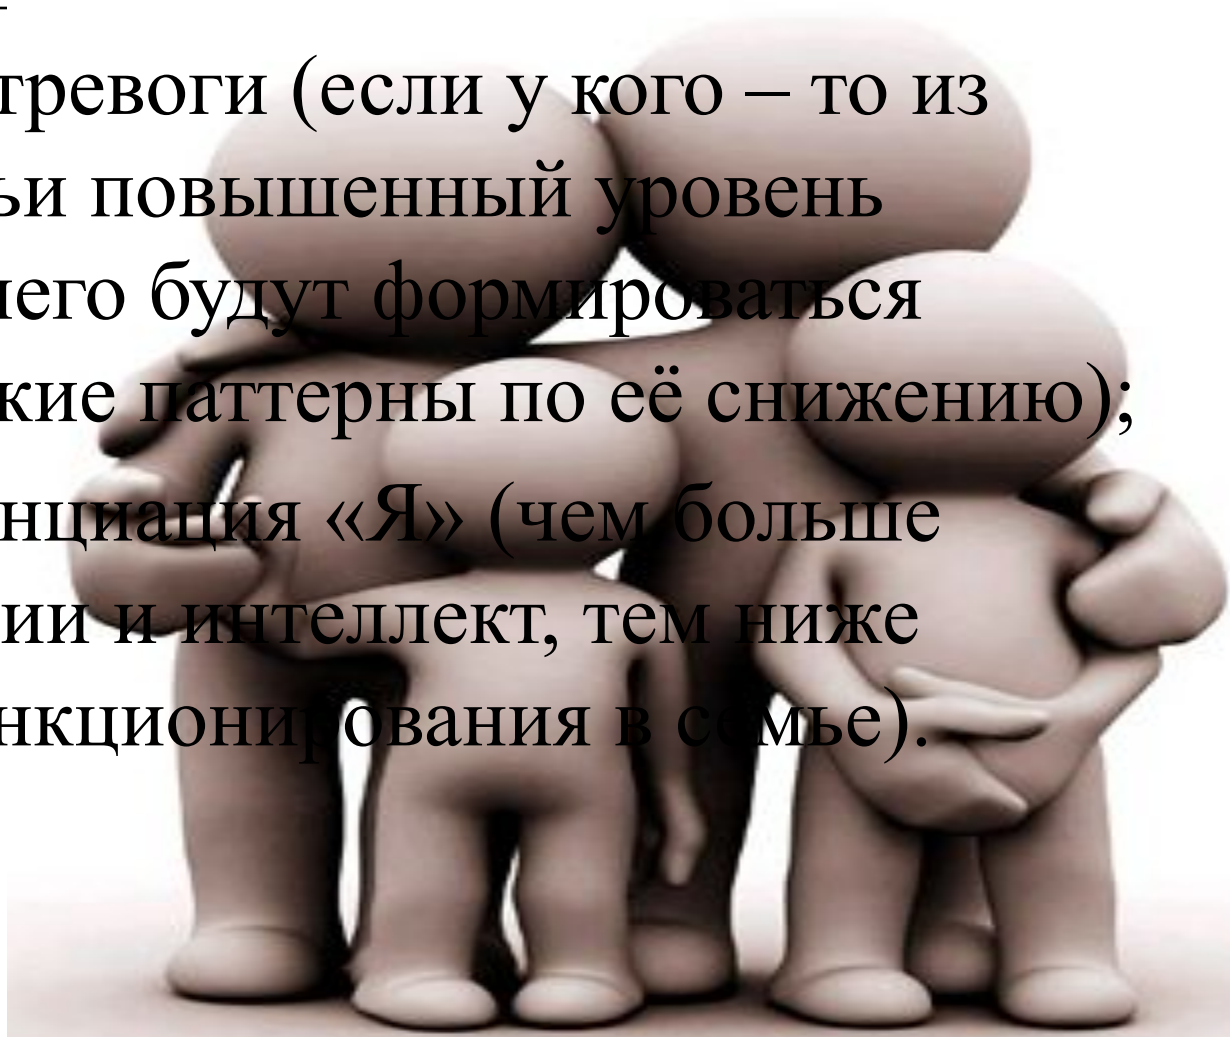 тревоги (если у кого – то из
ьи повышенный уровень
него будут формироваться
кие паттерны по её снижению);
нциация «Я» (чем больше
ии и интеллект, тем ниже
нкционирования в семье).